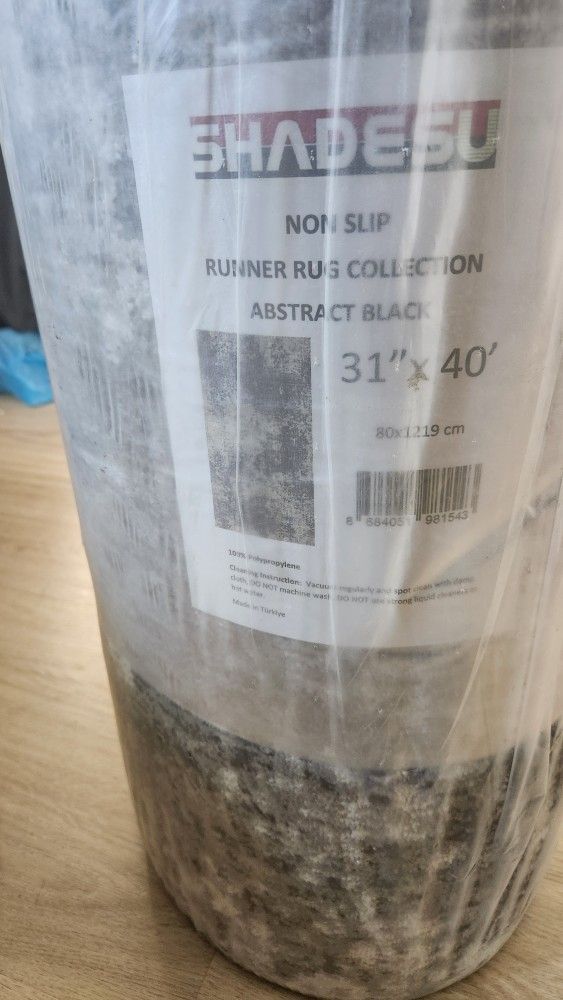 SHADESU
NON SLIP
RUNNER RUG COLLECTION
ABSTRACT BLACK
31" x 40'
80x1219 cm
8 684051 981543
100% Polypropylene
Cleaning Instruction: Vacuum regularly and spot clean with damp
cloth, DO NOT machine wash, DO NOT use strong liquid cleaners or
hot water.
Made in Türkiye